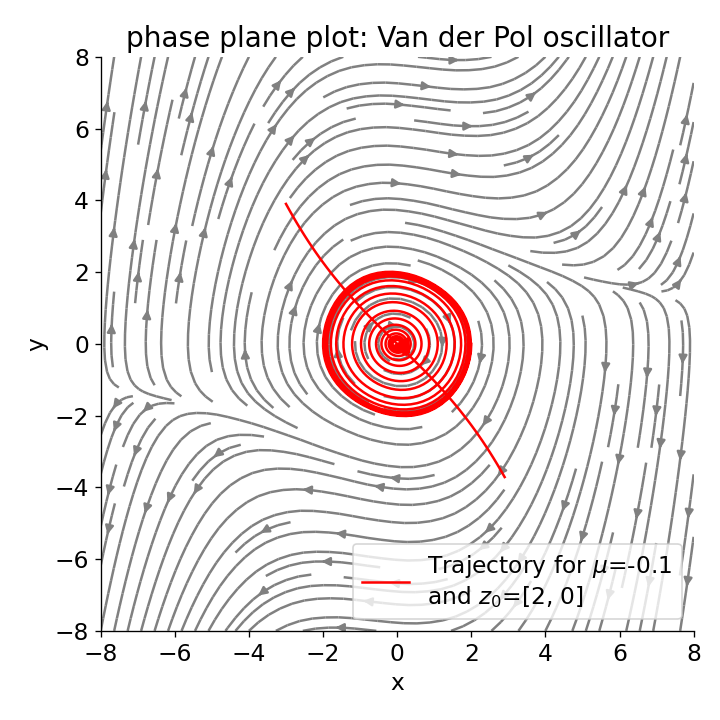 phase plane plot: Van der Pol oscillator
8
6
4
2
0
−2
−4
−6
−8
y
−8 −6 −4 −2 0 2 4 6 8
x
Trajectory for μ=-0.1
and z₀=[2, 0]